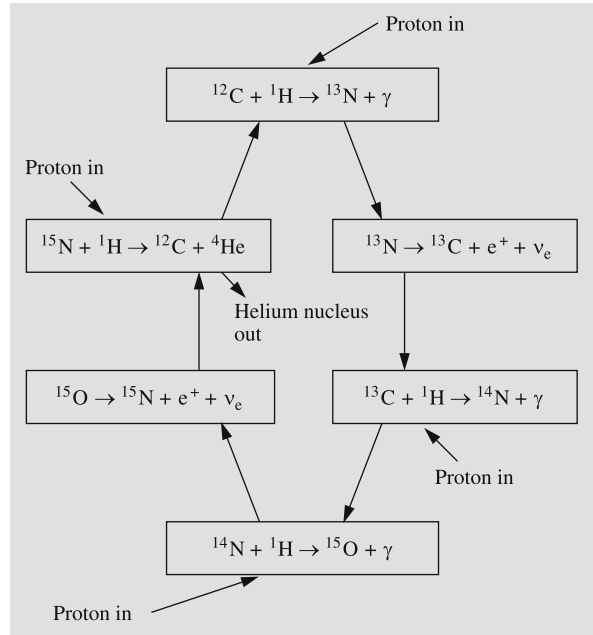 Proton in
¹²C + ¹H → ¹³N + γ
Proton in
¹⁵N + ¹H → ¹²C + ⁴He
¹³N → ¹³C + e⁺ + νₑ
Helium nucleus
out
¹⁵O → ¹⁵N + e⁺ + νₑ
¹³C + ¹H → ¹⁴N + γ
Proton in
¹⁴N + ¹H → ¹⁵O + γ
Proton in